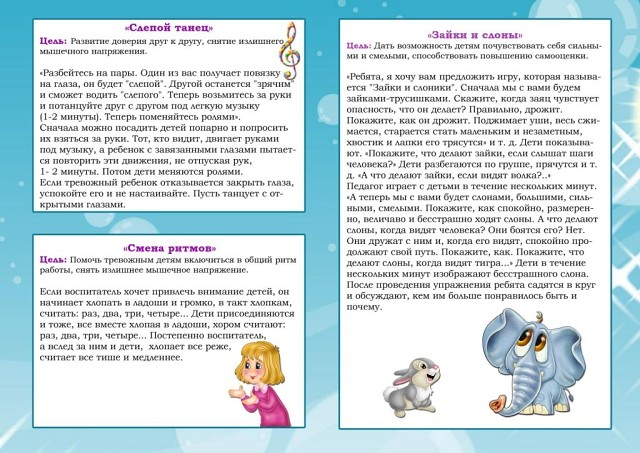 «Слепой танец»
Цель: Развитие доверия друг к другу, снятие излишнего
мышечного напряжения.
«Разбейтесь на пары. Один из вас получает повязку
на глаза, он будет "слепой". Другой останется "зрячим"
и сможет водить "слепого". Теперь возьмитесь за руки
и потанцуйте друг с другом под легкую музыку
(1-2 минуты). Теперь поменяйтесь ролями».
Сначала можно посадить детей попарно и попросить
их взяться за руки. Тот, кто видит, двигает руками
под музыку, а ребенок с завязанными глазами пытает-
ся повторить эти движения, не отпуская рук,
1- 2 минуты. Потом дети меняются ролями.
Если тревожный ребенок отказывается закрыть глаза,
успокойте его и не настаивайте. Пусть танцует с от-
крытыми глазами.
«Смена ритмов»
Цель: Помочь тревожным детям включиться в общий ритм
работы, снять излишнее мышечное напряжение.
Если воспитатель хочет привлечь внимание детей, он
начинает хлопать в ладоши и громко, в такт хлопкам,
считать: раз, два, три, четыре... Дети присоединяются
и тоже, все вместе хлопая в ладоши, хором считают:
раз, два, три, четыре... Постепенно воспитатель,
а вслед за ним и дети, хлопает все реже,
считает все тише и медленнее.
«Зайки и слоны»
Цель: Дать возможность детям почувствовать себя сильны-
ми и смелыми, способствовать повышению самооценки.
«Ребята, я хочу вам предложить игру, которая называ-
ется "Зайки и слоники". Сначала мы с вами будем
зайками-трусишками. Скажите, когда заяц чувствует
опасность, что он делает? Правильно, дрожит.
Покажите, как он дрожит. Поджимает уши, весь сжи-
мается, старается стать маленьким и незаметным,
хвостик и лапки его трясутся» и т. д. Дети показыва-
ют. «Покажите, что делают зайки, если слышат шаги
человека?» Дети разбегаются по группе, прячутся и т.
д. «А что делают зайки, если видят волка?..»
Педагог играет с детьми в течение нескольких минут.
«А теперь мы с вами будет слонами, большими, силь-
ными, смелыми. Покажите, как спокойно, размерен-
но, величаво и бесстрашно ходят слоны. А что делают
слоны, когда видят человека? Они боятся его? Нет.
Они дружат с ним и, когда его видят, спокойно про-
должают свой путь. Покажите, как. Покажите, что
делают слоны, когда видят тигра...» Дети в течение
нескольких минут изображают бесстрашного слона.
После проведения упражнения ребята садятся в круг
и обсуждают, кем им больше понравилось быть и
почему.